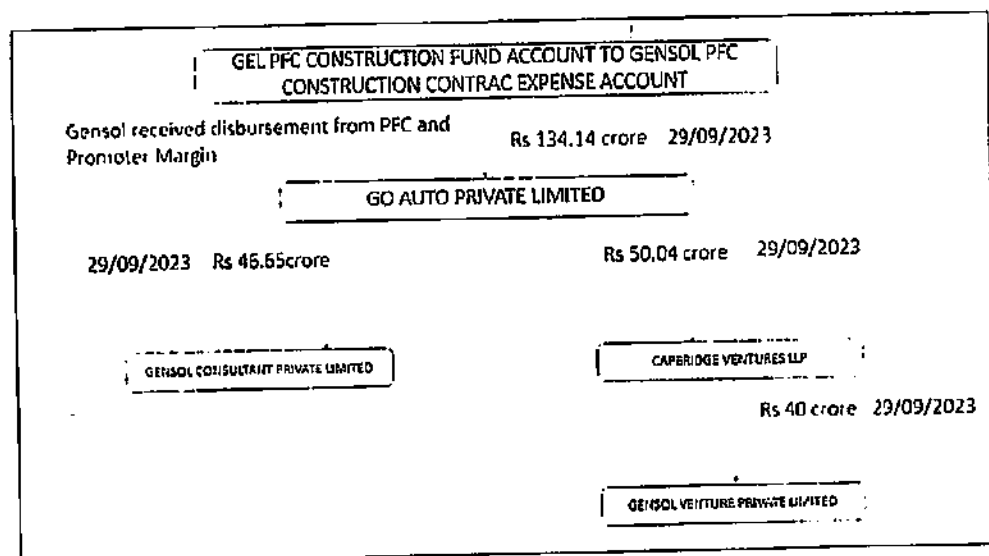 GEL PFC CONSTRUCTION FUND ACCOUNT TO GENSOL PFC
CONSTRUCTION CONTRAC EXPENSE ACCOUNT
Gensol received disbursement from PFC and
Promoter Margin
Rs 134.14 crore 29/09/2023
GO AUTO PRIVATE LIMITED
29/09/2023 Rs 46.65crore
Rs 50.04 crore 29/09/2023
GENSOL CONSULTANT PRIVATE LIMITED
CAPBRIDGE VENTURES LLP
Rs 40 crore 29/09/2023
GENSOL VENTURE PRIVATE LIMITED